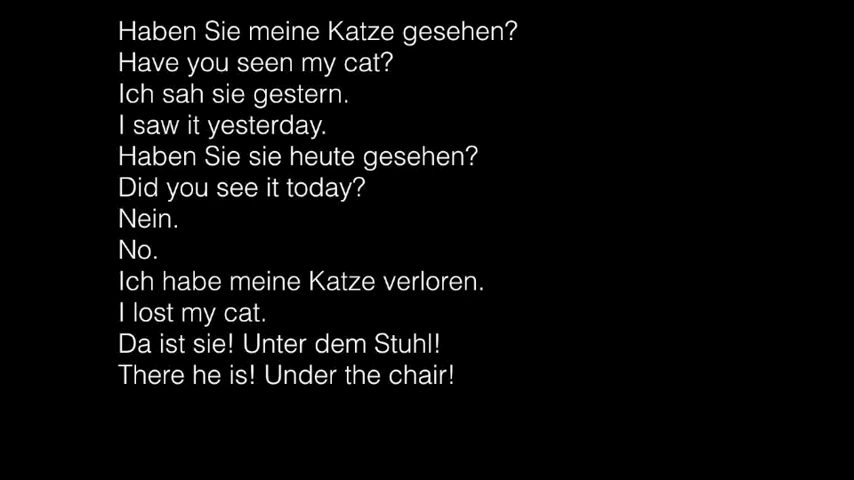 Haben Sie meine Katze gesehen?
Have you seen my cat?
Ich sah sie gestern.
I saw it yesterday.
Haben Sie sie heute gesehen?
Did you see it today?
Nein.
No.
Ich habe meine Katze verloren.
I lost my cat.
Da ist sie! Unter dem Stuhl!
There he is! Under the chair!